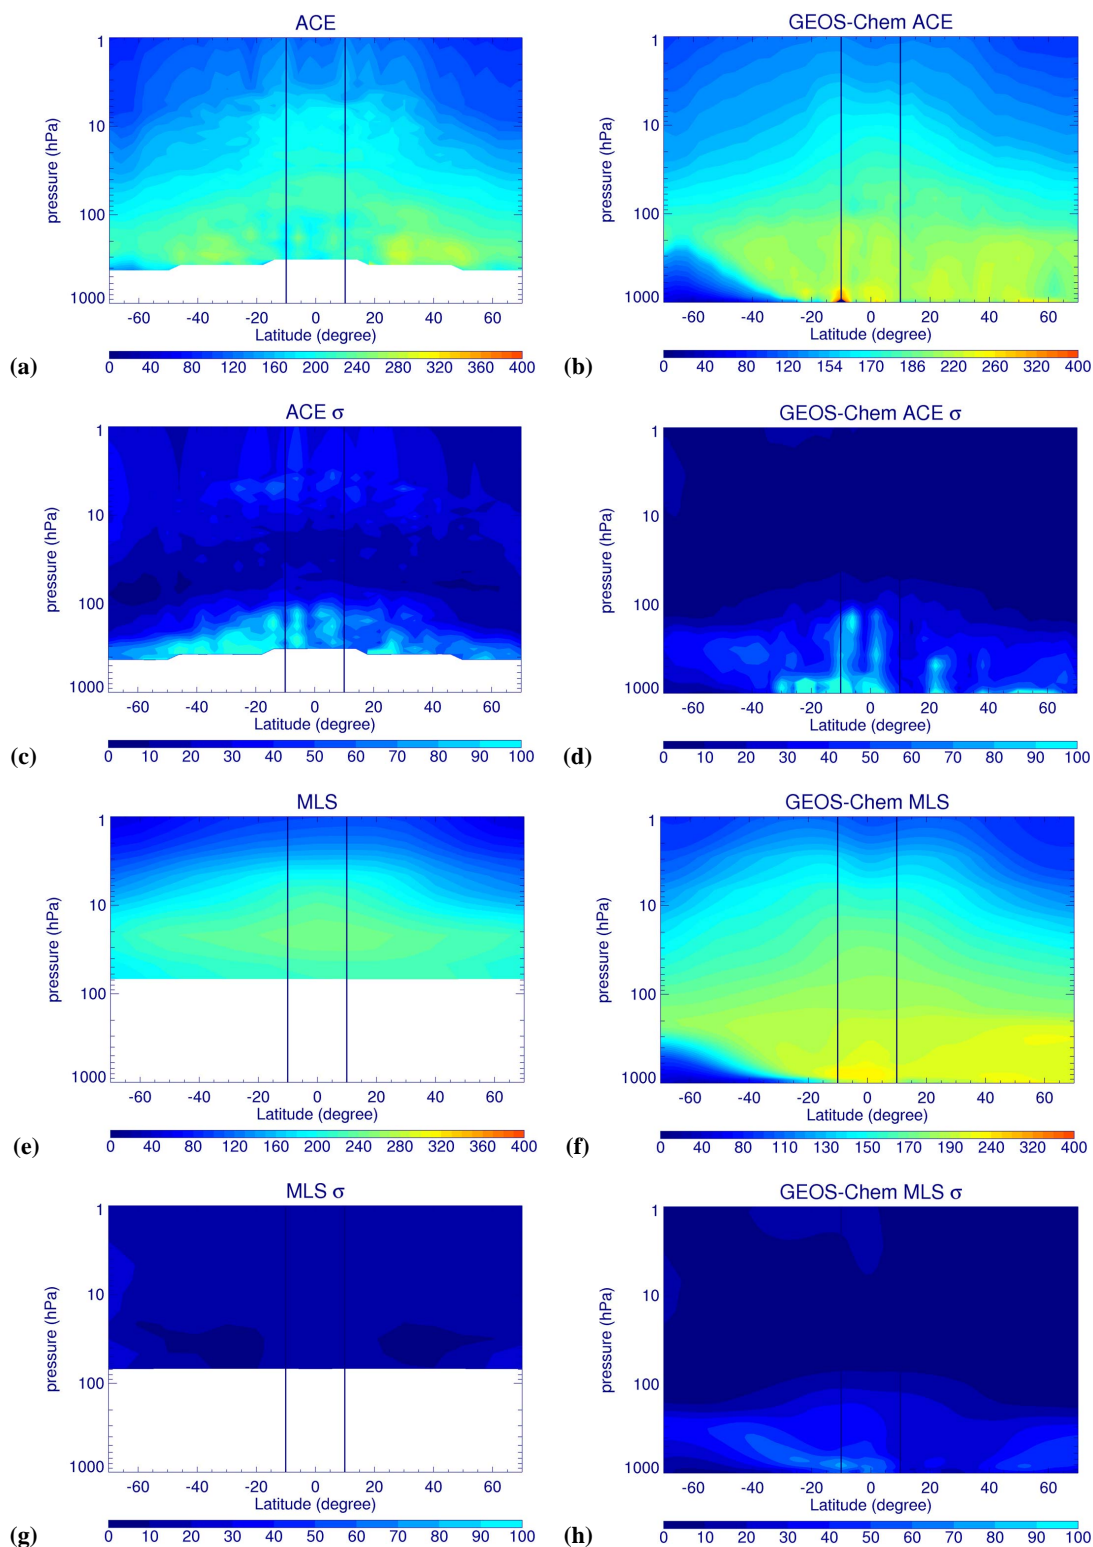 ACE
GEOS-Chem ACE
1
10
100
1000
pressure (hPa)
-60 -40 -20 0 20 40 60
Latitude (degree)
0 40 80 120 160 200 240 280 320 360 400
(a)
1
10
100
1000
pressure (hPa)
-60 -40 -20 0 20 40 60
Latitude (degree)
0 40 80 120 154 170 186 220 260 320 400
(b)
ACE σ
GEOS-Chem ACE σ
1
10
100
1000
pressure (hPa)
-60 -40 -20 0 20 40 60
Latitude (degree)
0 10 20 30 40 50 60 70 80 90 100
(c)
1
10
100
1000
pressure (hPa)
-60 -40 -20 0 20 40 60
Latitude (degree)
0 10 20 30 40 50 60 70 80 90 100
(d)
MLS
GEOS-Chem MLS
1
10
100
1000
pressure (hPa)
-60 -40 -20 0 20 40 60
Latitude (degree)
0 40 80 120 160 200 240 280 320 360 400
(e)
1
10
100
1000
pressure (hPa)
-60 -40 -20 0 20 40 60
Latitude (degree)
0 40 80 110 130 150 170 190 240 320 400
(f)
MLS σ
GEOS-Chem MLS σ
1
10
100
1000
pressure (hPa)
-60 -40 -20 0 20 40 60
Latitude (degree)
0 10 20 30 40 50 60 70 80 90 100
(g)
1
10
100
1000
pressure (hPa)
-60 -40 -20 0 20 40 60
Latitude (degree)
0 10 20 30 40 50 60 70 80 90 100
(h)